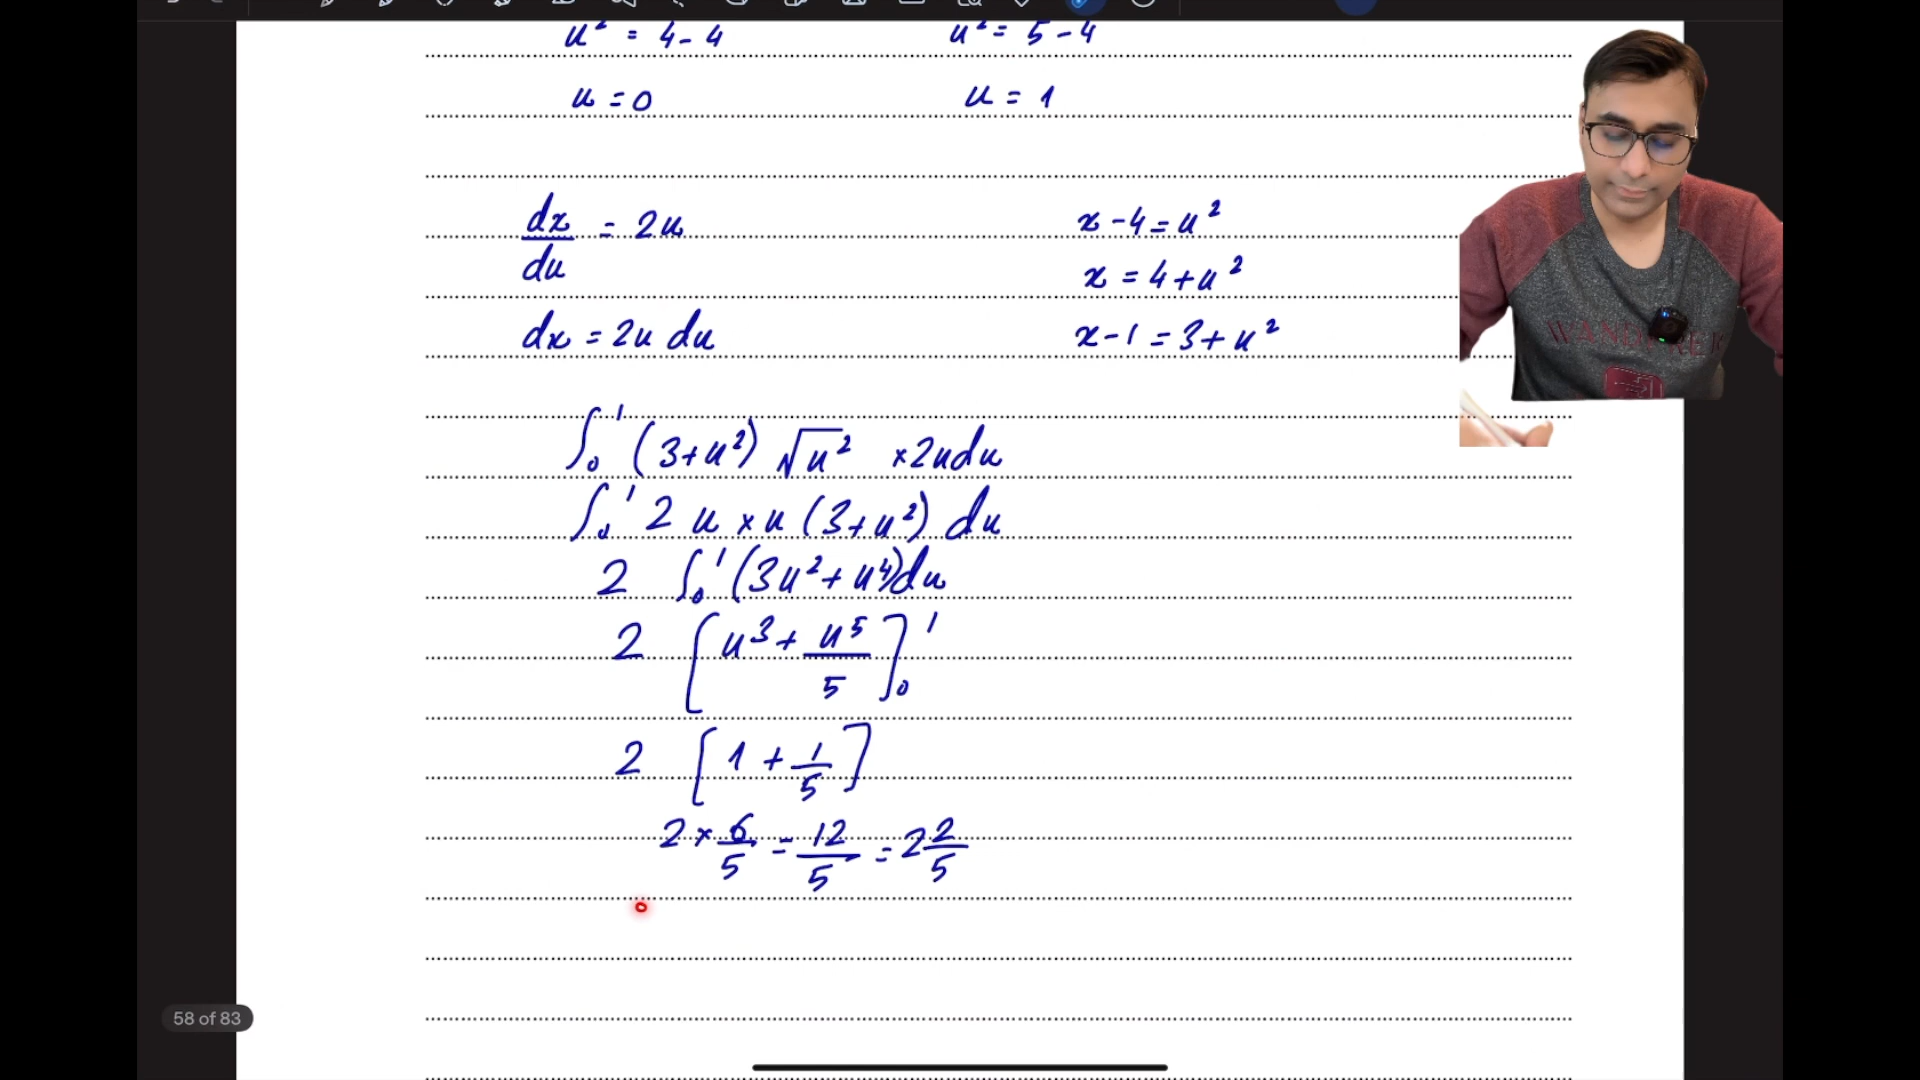 u² = 4-4 u² = 5-4
u = 0 u = 1
dx/du = 2u x-4=u²
x = 4+u²
dx = 2u du x-1 = 3+u²
∫₀¹ (3+u²) √u² ×2u du
∫₀¹ 2 u × u (3+u²) du
2 ∫₀¹ (3u²+u⁴)du
2 [u³ + u⁵/5]₀¹
2 [1 + 1/5]
2 × 6/5 = 12/5 = 2 2/5
58 of 83